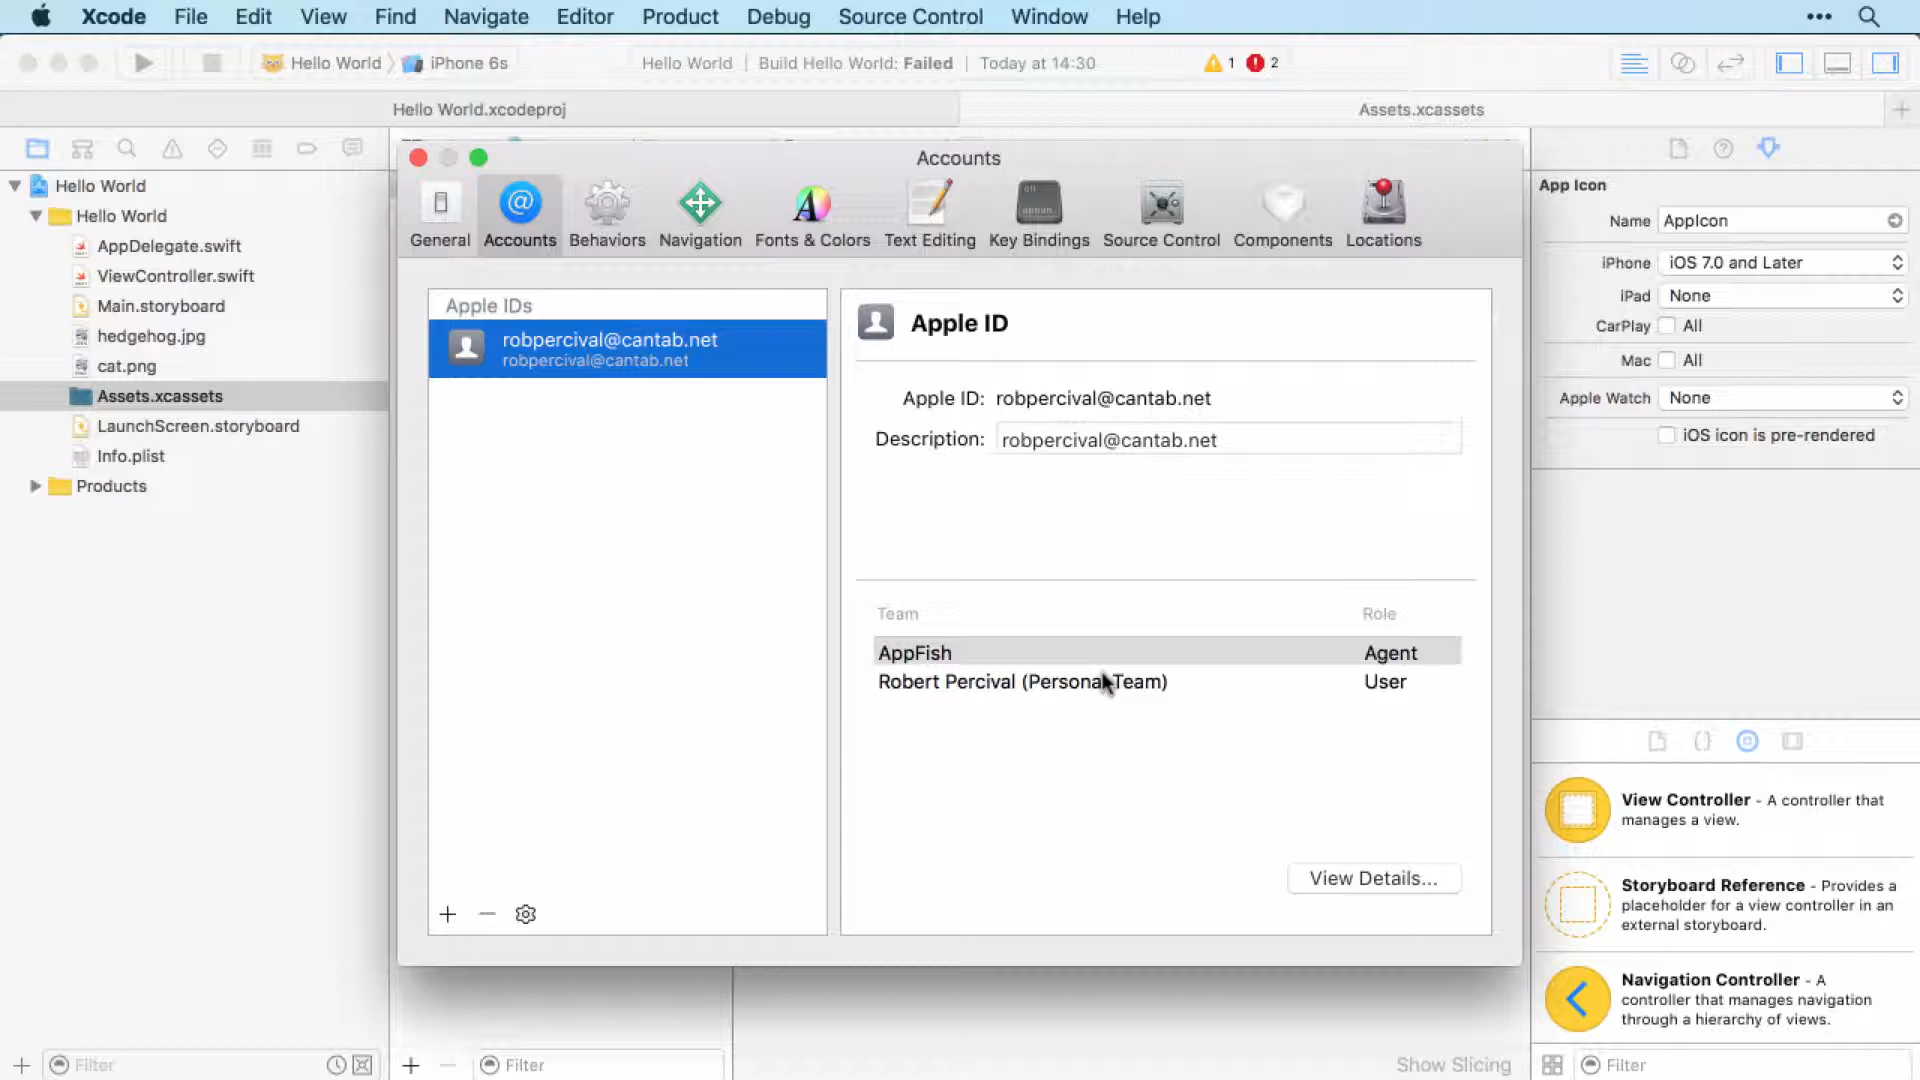 Xcode File Edit View Find Navigate Editor Product Debug Source Control Window Help
Hello World iPhone 6s Hello World | Build Hello World: Failed | Today at 14:30 1 2
Hello World.xcodeproj Assets.xcassets
Hello World
Hello World
AppDelegate.swift
ViewController.swift
Main.storyboard
hedgehog.jpg
cat.png
Assets.xcassets
LaunchScreen.storyboard
Info.plist
Products
Filter
Accounts
General Accounts Behaviors Navigation Fonts & Colors Text Editing Key Bindings Source Control Components Locations
Apple IDs
robpercival@cantab.net
robpercival@cantab.net
Apple ID
Apple ID: robpercival@cantab.net
Description: robpercival@cantab.net
Team Role
AppFish Agent
Robert Percival (Personal Team) User
View Details...
Filter
Show Slicing
App Icon
Name AppIcon
iPhone iOS 7.0 and Later
iPad None
CarPlay All
Mac All
Apple Watch None
iOS icon is pre-rendered
View Controller - A controller that
manages a view.
Storyboard Reference - Provides a
placeholder for a view controller in an
external storyboard.
Navigation Controller - A
controller that manages navigation
through a hierarchy of views.
Filter